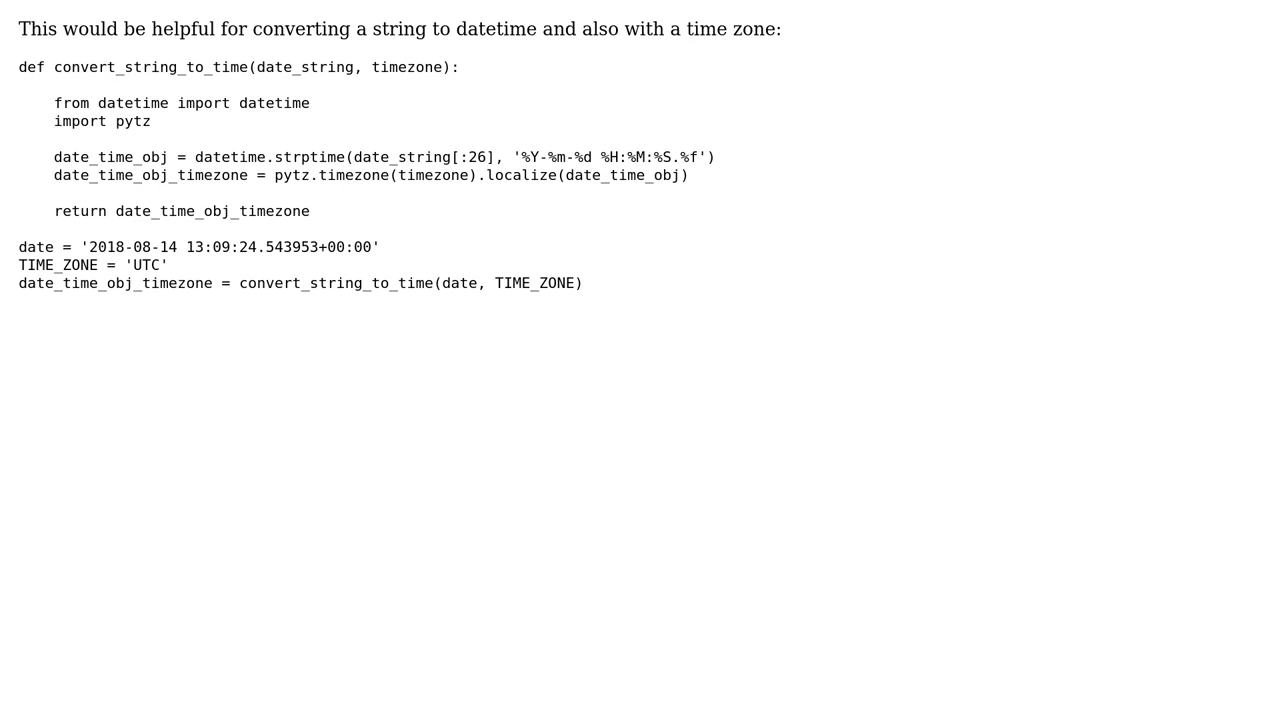 This would be helpful for converting a string to datetime and also with a time zone:
def convert_string_to_time(date_string, timezone):
    from datetime import datetime
    import pytz
    date_time_obj = datetime.strptime(date_string[:26], '%Y-%m-%d %H:%M:%S.%f')
    date_time_obj_timezone = pytz.timezone(timezone).localize(date_time_obj)
    return date_time_obj_timezone
date = '2018-08-14 13:09:24.543953+00:00'
TIME_ZONE = 'UTC'
date_time_obj_timezone = convert_string_to_time(date, TIME_ZONE)